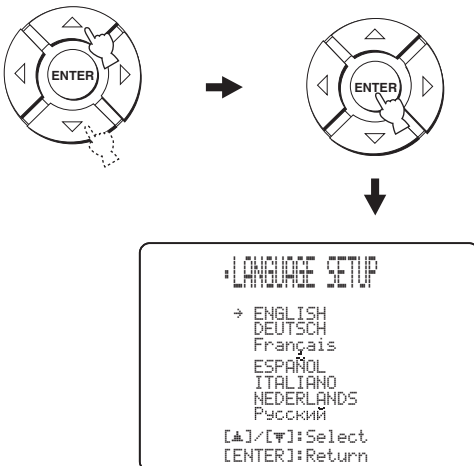 ENTER
ENTER
:LANGUAGE SETUP
→ ENGLISH
DEUTSCH
Français
ESPAÑOL
ITALIANO
NEDERLANDS
Русский
[▲]/[▼]:Select
[ENTER]:Return